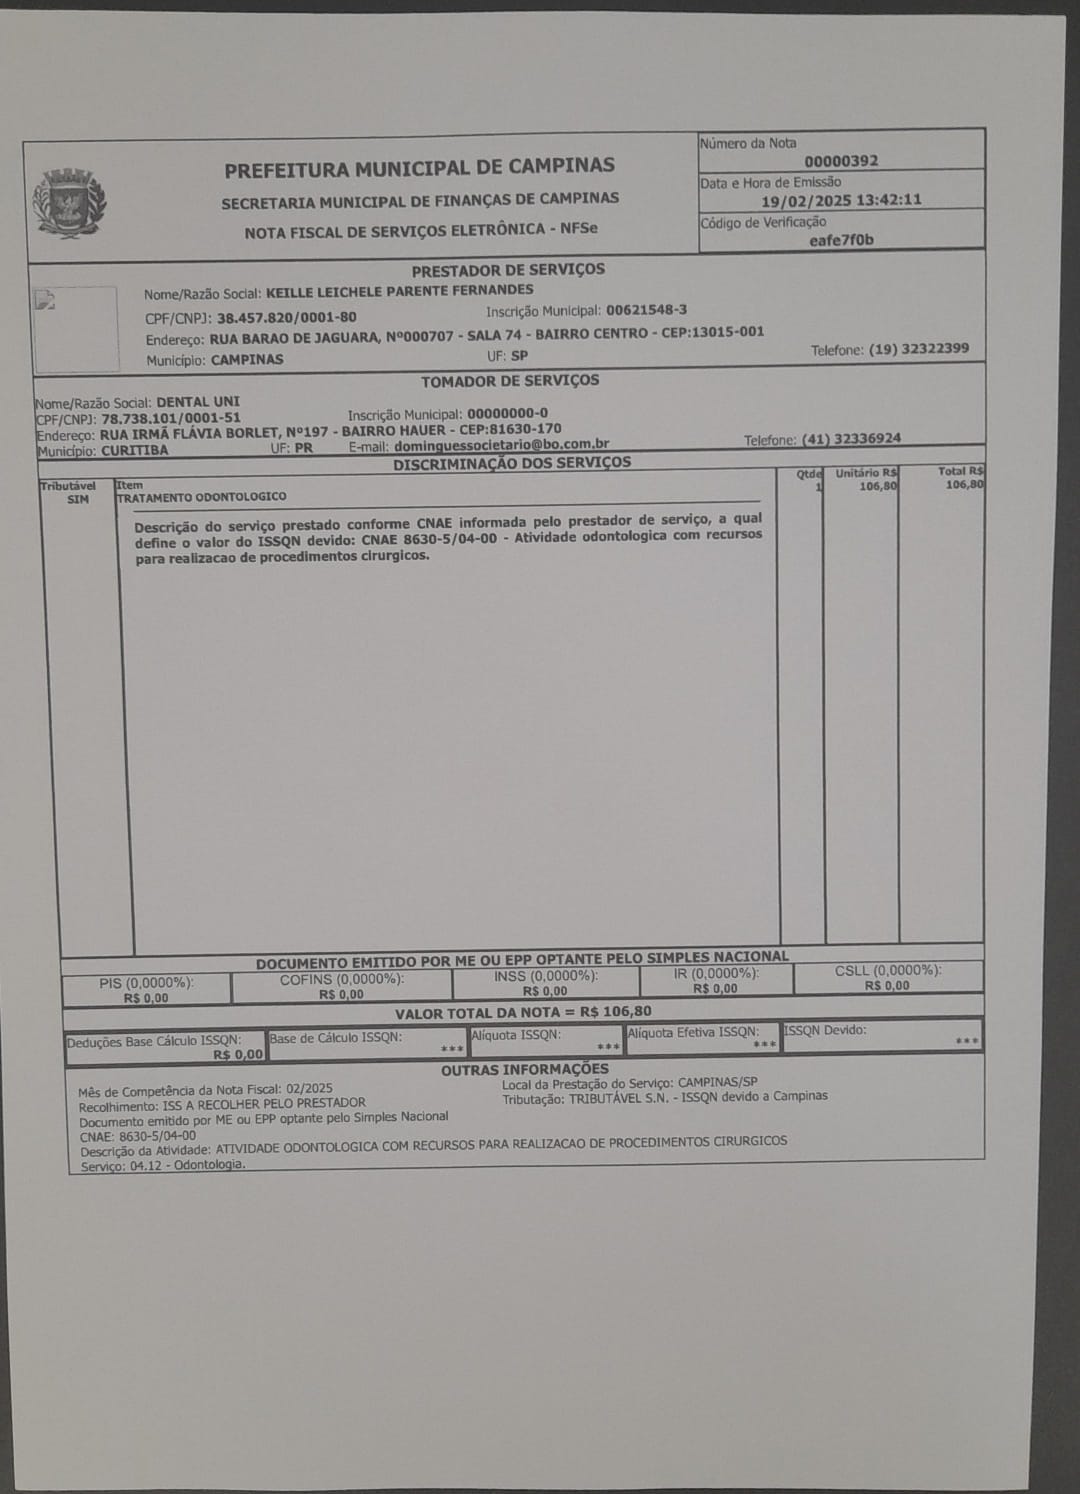 PREFEITURA MUNICIPAL DE CAMPINAS
SECRETARIA MUNICIPAL DE FINANÇAS DE CAMPINAS
NOTA FISCAL DE SERVIÇOS ELETRÔNICA - NFSe
Número da Nota
00000392
Data e Hora de Emissão
19/02/2025 13:42:11
Código de Verificação
eafe7f0b
PRESTADOR DE SERVIÇOS
Nome/Razão Social: KEILLE LEICHELE PARENTE FERNANDES
CPF/CNPJ: 38.457.820/0001-80 Inscrição Municipal: 00621548-3
Endereço: RUA BARAO DE JAGUARA, Nº000707 - SALA 74 - BAIRRO CENTRO - CEP:13015-001
Município: CAMPINAS UF: SP Telefone: (19) 32322399
TOMADOR DE SERVIÇOS
Nome/Razão Social: DENTAL UNI
CPF/CNPJ: 78.738.101/0001-51 Inscrição Municipal: 00000000-0
Endereço: RUA IRMÃ FLÁVIA BORLET, Nº197 - BAIRRO HAUER - CEP:81630-170
Município: CURITIBA UF: PR E-mail: dominguessocietario@bo.com.br Telefone: (41) 32336924
DISCRIMINAÇÃO DOS SERVIÇOS
Tributável Item Qtde Unitário R$ Total R$
SIM TRATAMENTO ODONTOLOGICO 1 106,80 106,80
Descrição do serviço prestado conforme CNAE informada pelo prestador de serviço, a qual
define o valor do ISSQN devido: CNAE 8630-5/04-00 - Atividade odontologica com recursos
para realizacao de procedimentos cirurgicos.
DOCUMENTO EMITIDO POR ME OU EPP OPTANTE PELO SIMPLES NACIONAL
PIS (0,0000%): COFINS (0,0000%): INSS (0,0000%): IR (0,0000%): CSLL (0,0000%):
R$ 0,00 R$ 0,00 R$ 0,00 R$ 0,00 R$ 0,00
VALOR TOTAL DA NOTA = R$ 106,80
Deduções Base Cálculo ISSQN: Base de Cálculo ISSQN: Alíquota ISSQN: Alíquota Efetiva ISSQN: ISSQN Devido:
R$ 0,00 *** *** *** ***
OUTRAS INFORMAÇÕES
Mês de Competência da Nota Fiscal: 02/2025 Local da Prestação do Serviço: CAMPINAS/SP
Recolhimento: ISS A RECOLHER PELO PRESTADOR Tributação: TRIBUTÁVEL S.N. - ISSQN devido a Campinas
Documento emitido por ME ou EPP optante pelo Simples Nacional
CNAE: 8630-5/04-00
Descrição da Atividade: ATIVIDADE ODONTOLOGICA COM RECURSOS PARA REALIZACAO DE PROCEDIMENTOS CIRURGICOS
Serviço: 04.12 - Odontologia.